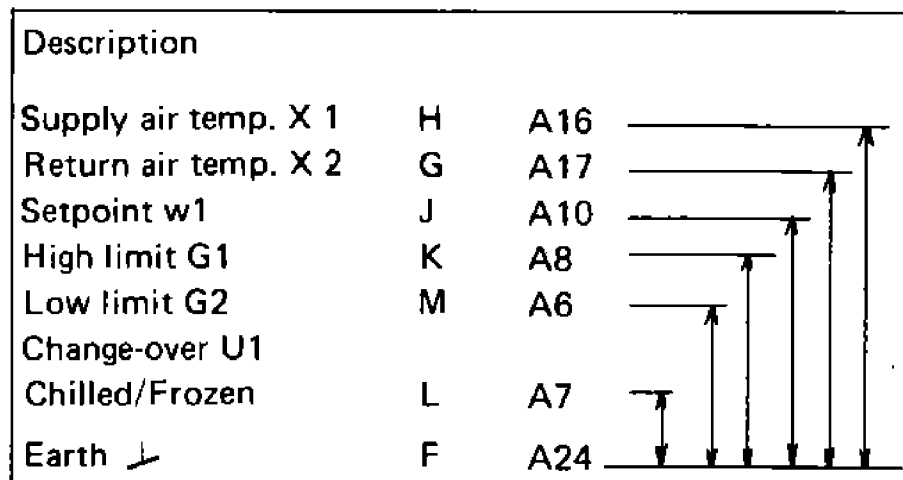 Description
Supply air temp. X 1 H A16
Return air temp. X 2 G A17
Setpoint w1 J A10
High limit G1 K A8
Low limit G2 M A6
Change-over U1
Chilled/Frozen L A7
Earth ⊥ F A24